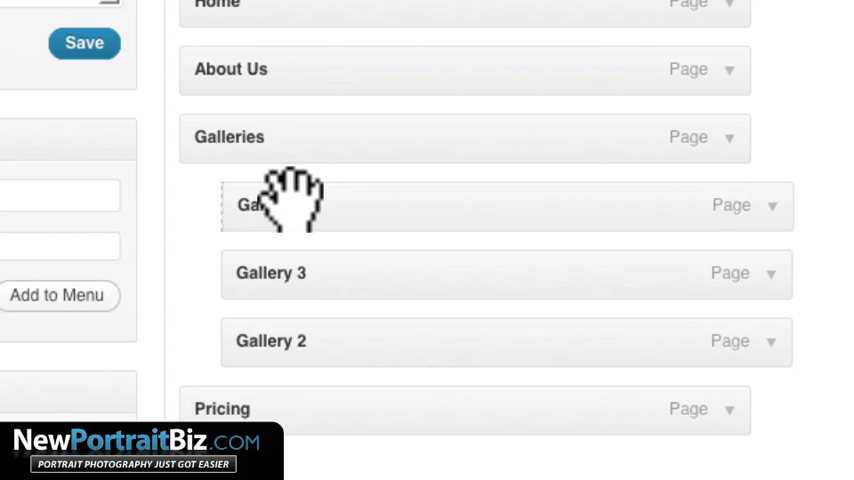 Home Page
Save
About Us Page
Galleries Page
Page
Gallery 3 Page
Add to Menu
Gallery 2 Page
Pricing Page
NewPortraitBiz.COM
PORTRAIT PHOTOGRAPHY JUST GOT EASIER